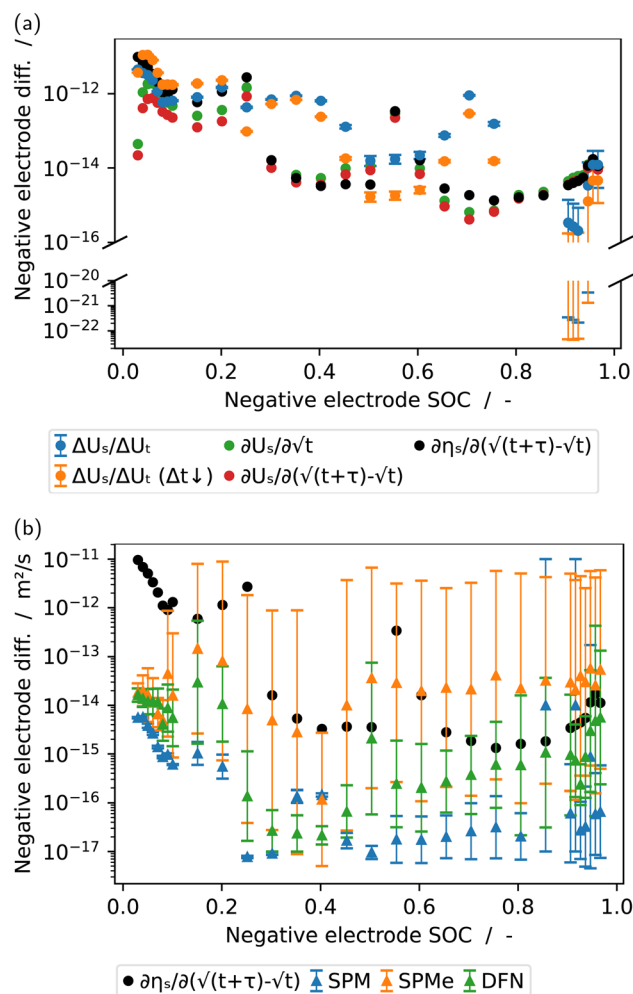 (a)
Negative electrode diff. /
10⁻¹²
10⁻¹⁴
10⁻¹⁶
10⁻²⁰
10⁻²¹
10⁻²²
0.0 0.2 0.4 0.6 0.8 1.0
Negative electrode SOC / -
ΔUₛ/ΔUₜ ∂Uₛ/∂√t ∂ηₛ/∂(√(t+τ)-√t)
ΔUₛ/ΔUₜ (Δt↓) ∂Uₛ/∂(√(t+τ)-√t)
(b)
Negative electrode diff. / m²/s
10⁻¹¹
10⁻¹²
10⁻¹³
10⁻¹⁴
10⁻¹⁵
10⁻¹⁶
10⁻¹⁷
0.0 0.2 0.4 0.6 0.8 1.0
Negative electrode SOC / -
∂ηₛ/∂(√(t+τ)-√t) SPM SPMe DFN